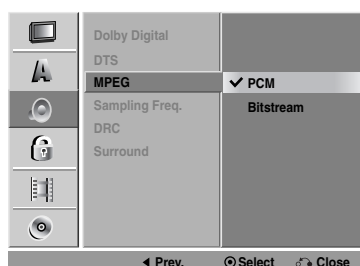 Dolby Digital
DTS
MPEG
PCM
Sampling Freq.
Bitstream
DRC
Surround
Prev. Select Close